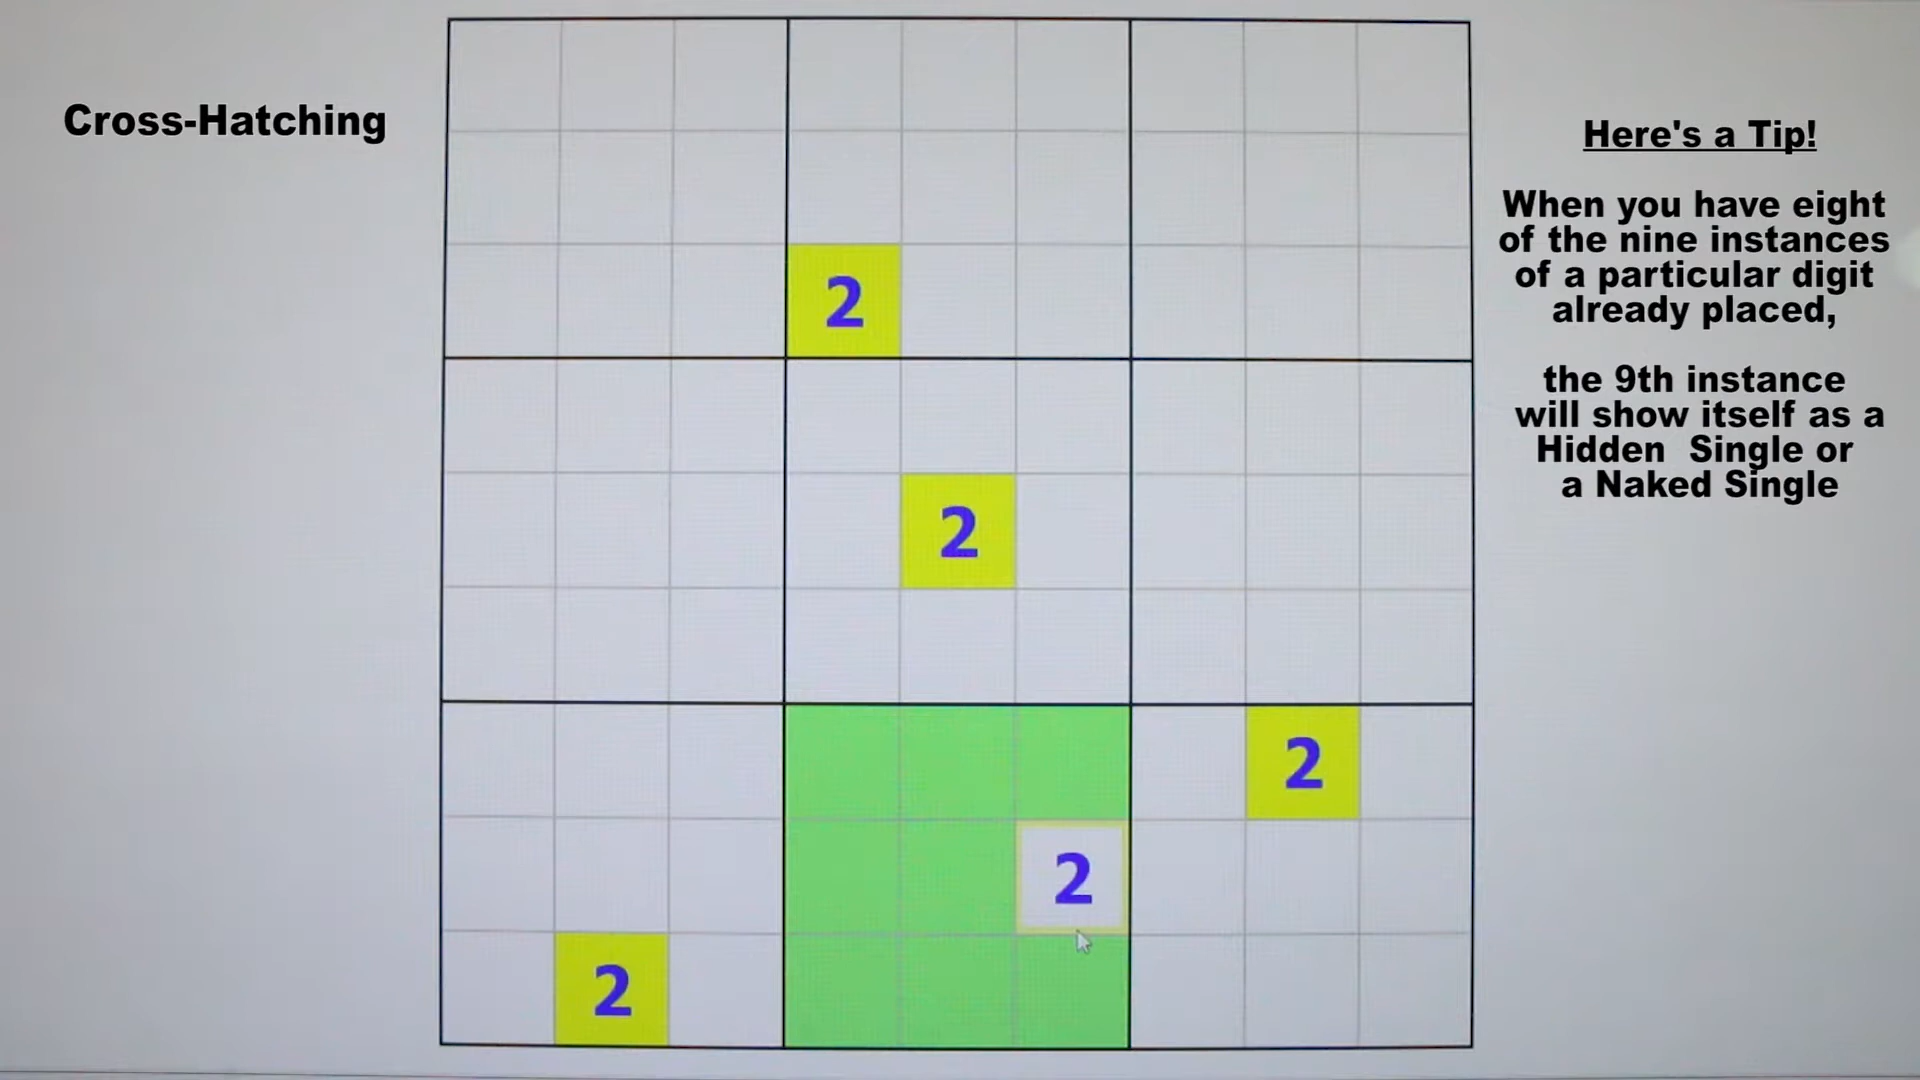 Cross-Hatching
Here's a Tip!
When you have eight
of the nine instances
of a particular digit
already placed,
the 9th instance
will show itself as a
Hidden Single or
a Naked Single
2
2
2
2
2